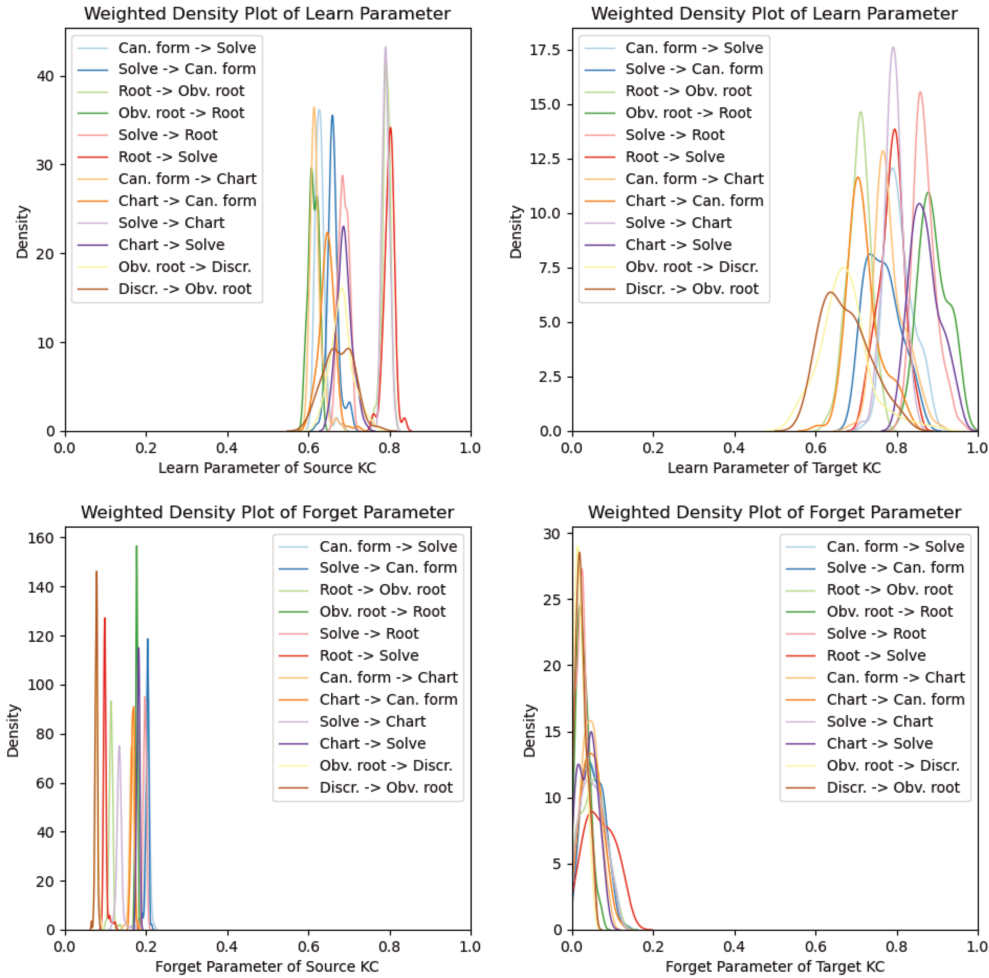 Weighted Density Plot of Learn Parameter
40
30
20
10
0
Density
Can. form -> Solve
Solve -> Can. form
Root -> Obv. root
Obv. root -> Root
Solve -> Root
Root -> Solve
Can. form -> Chart
Chart -> Can. form
Solve -> Chart
Chart -> Solve
Obv. root -> Discr.
Discr. -> Obv. root
0.0 0.2 0.4 0.6 0.8 1.0
Learn Parameter of Source KC
Weighted Density Plot of Learn Parameter
17.5
15.0
12.5
10.0
7.5
5.0
2.5
0.0
Density
Can. form -> Solve
Solve -> Can. form
Root -> Obv. root
Obv. root -> Root
Solve -> Root
Root -> Solve
Can. form -> Chart
Chart -> Can. form
Solve -> Chart
Chart -> Solve
Obv. root -> Discr.
Discr. -> Obv. root
0.0 0.2 0.4 0.6 0.8 1.0
Learn Parameter of Target KC
Weighted Density Plot of Forget Parameter
160
140
120
100
80
60
40
20
0
Density
Can. form -> Solve
Solve -> Can. form
Root -> Obv. root
Obv. root -> Root
Solve -> Root
Root -> Solve
Can. form -> Chart
Chart -> Can. form
Solve -> Chart
Chart -> Solve
Obv. root -> Discr.
Discr. -> Obv. root
0.0 0.2 0.4 0.6 0.8 1.0
Forget Parameter of Source KC
Weighted Density Plot of Forget Parameter
30
25
20
15
10
5
0
Density
Can. form -> Solve
Solve -> Can. form
Root -> Obv. root
Obv. root -> Root
Solve -> Root
Root -> Solve
Can. form -> Chart
Chart -> Can. form
Solve -> Chart
Chart -> Solve
Obv. root -> Discr.
Discr. -> Obv. root
0.0 0.2 0.4 0.6 0.8 1.0
Forget Parameter of Target KC